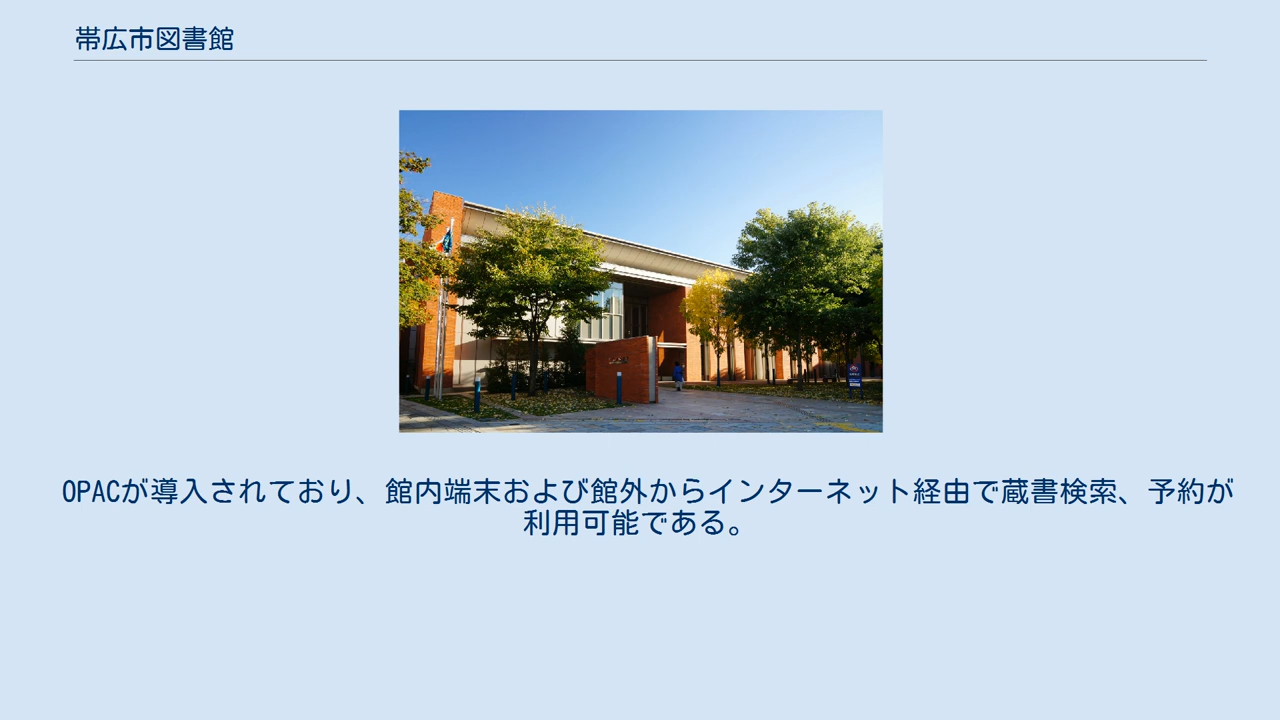 帯広市図書館
OPACが導入されており、館内端末および館外からインターネット経由で蔵書検索、予約が
利用可能である。